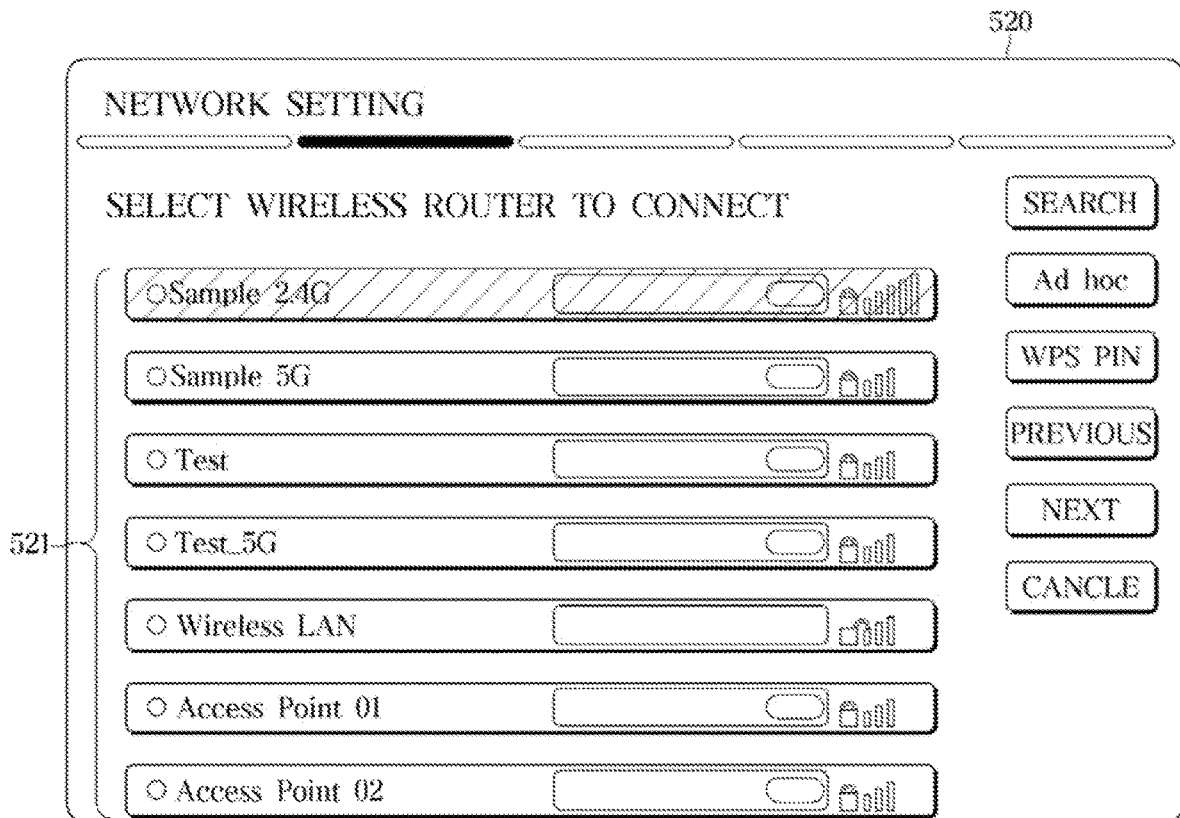 520
NETWORK SETTING
SELECT WIRELESS ROUTER TO CONNECT
SEARCH
Sample 2.4G
Ad hoc
Sample 5G
WPS PIN
Test
PREVIOUS
Test_5G
NEXT
521
Wireless LAN
CANCLE
Access Point 01
Access Point 02